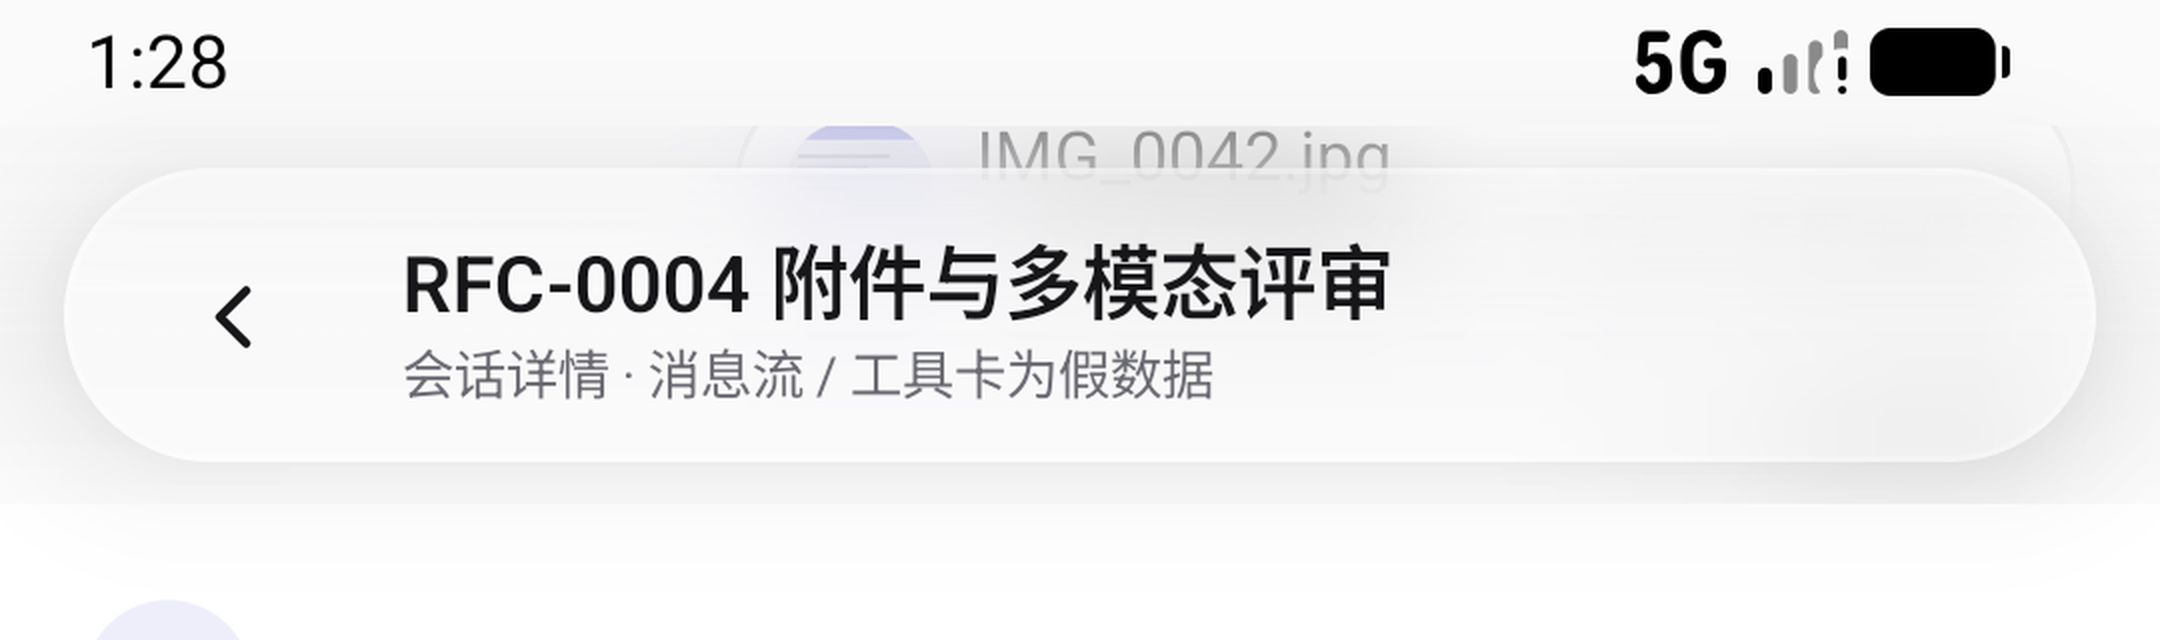 1:28
5G
IMG_0042.jpg
RFC-0004 附件与多模态评审
会话详情 · 消息流 / 工具卡为假数据